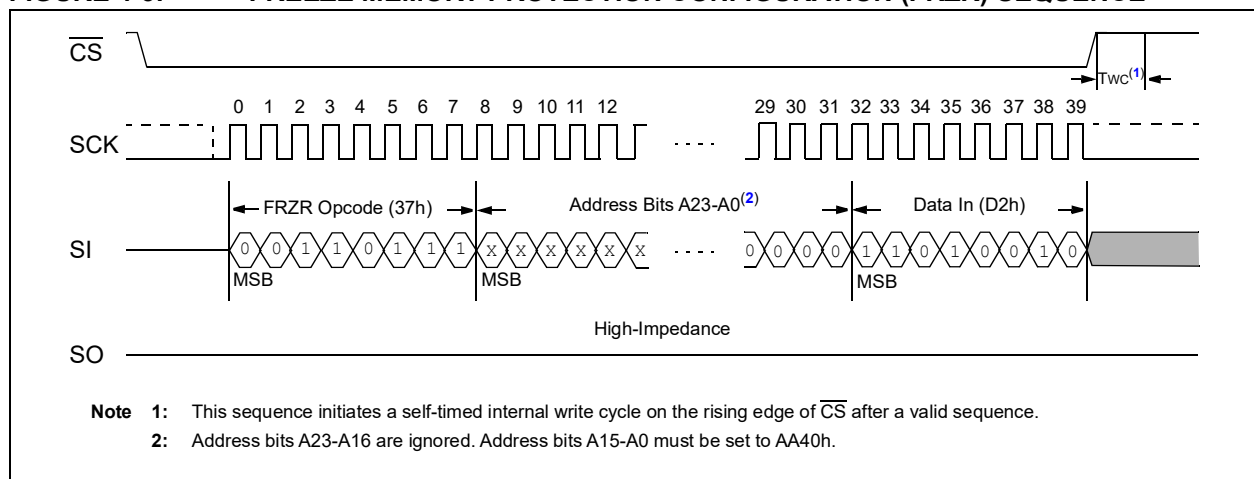 FIGURE 4-5: FREEZE MEMORY PROTECTION CONFIGURATION (FRZR) SEQUENCE
CS
TWC(1)
0 1 2 3 4 5 6 7 8 9 10 11 12 29 30 31 32 33 34 35 36 37 38 39
SCK
FRZR Opcode (37h) Address Bits A23-A0(2) Data In (D2h)
SI 0 0 1 1 0 1 1 1 X X X X X X 0 0 0 0 1 1 0 1 0 0 1 0
MSB MSB MSB
High-Impedance
SO
Note 1: This sequence initiates a self-timed internal write cycle on the rising edge of CS after a valid sequence.
2: Address bits A23-A16 are ignored. Address bits A15-A0 must be set to AA40h.